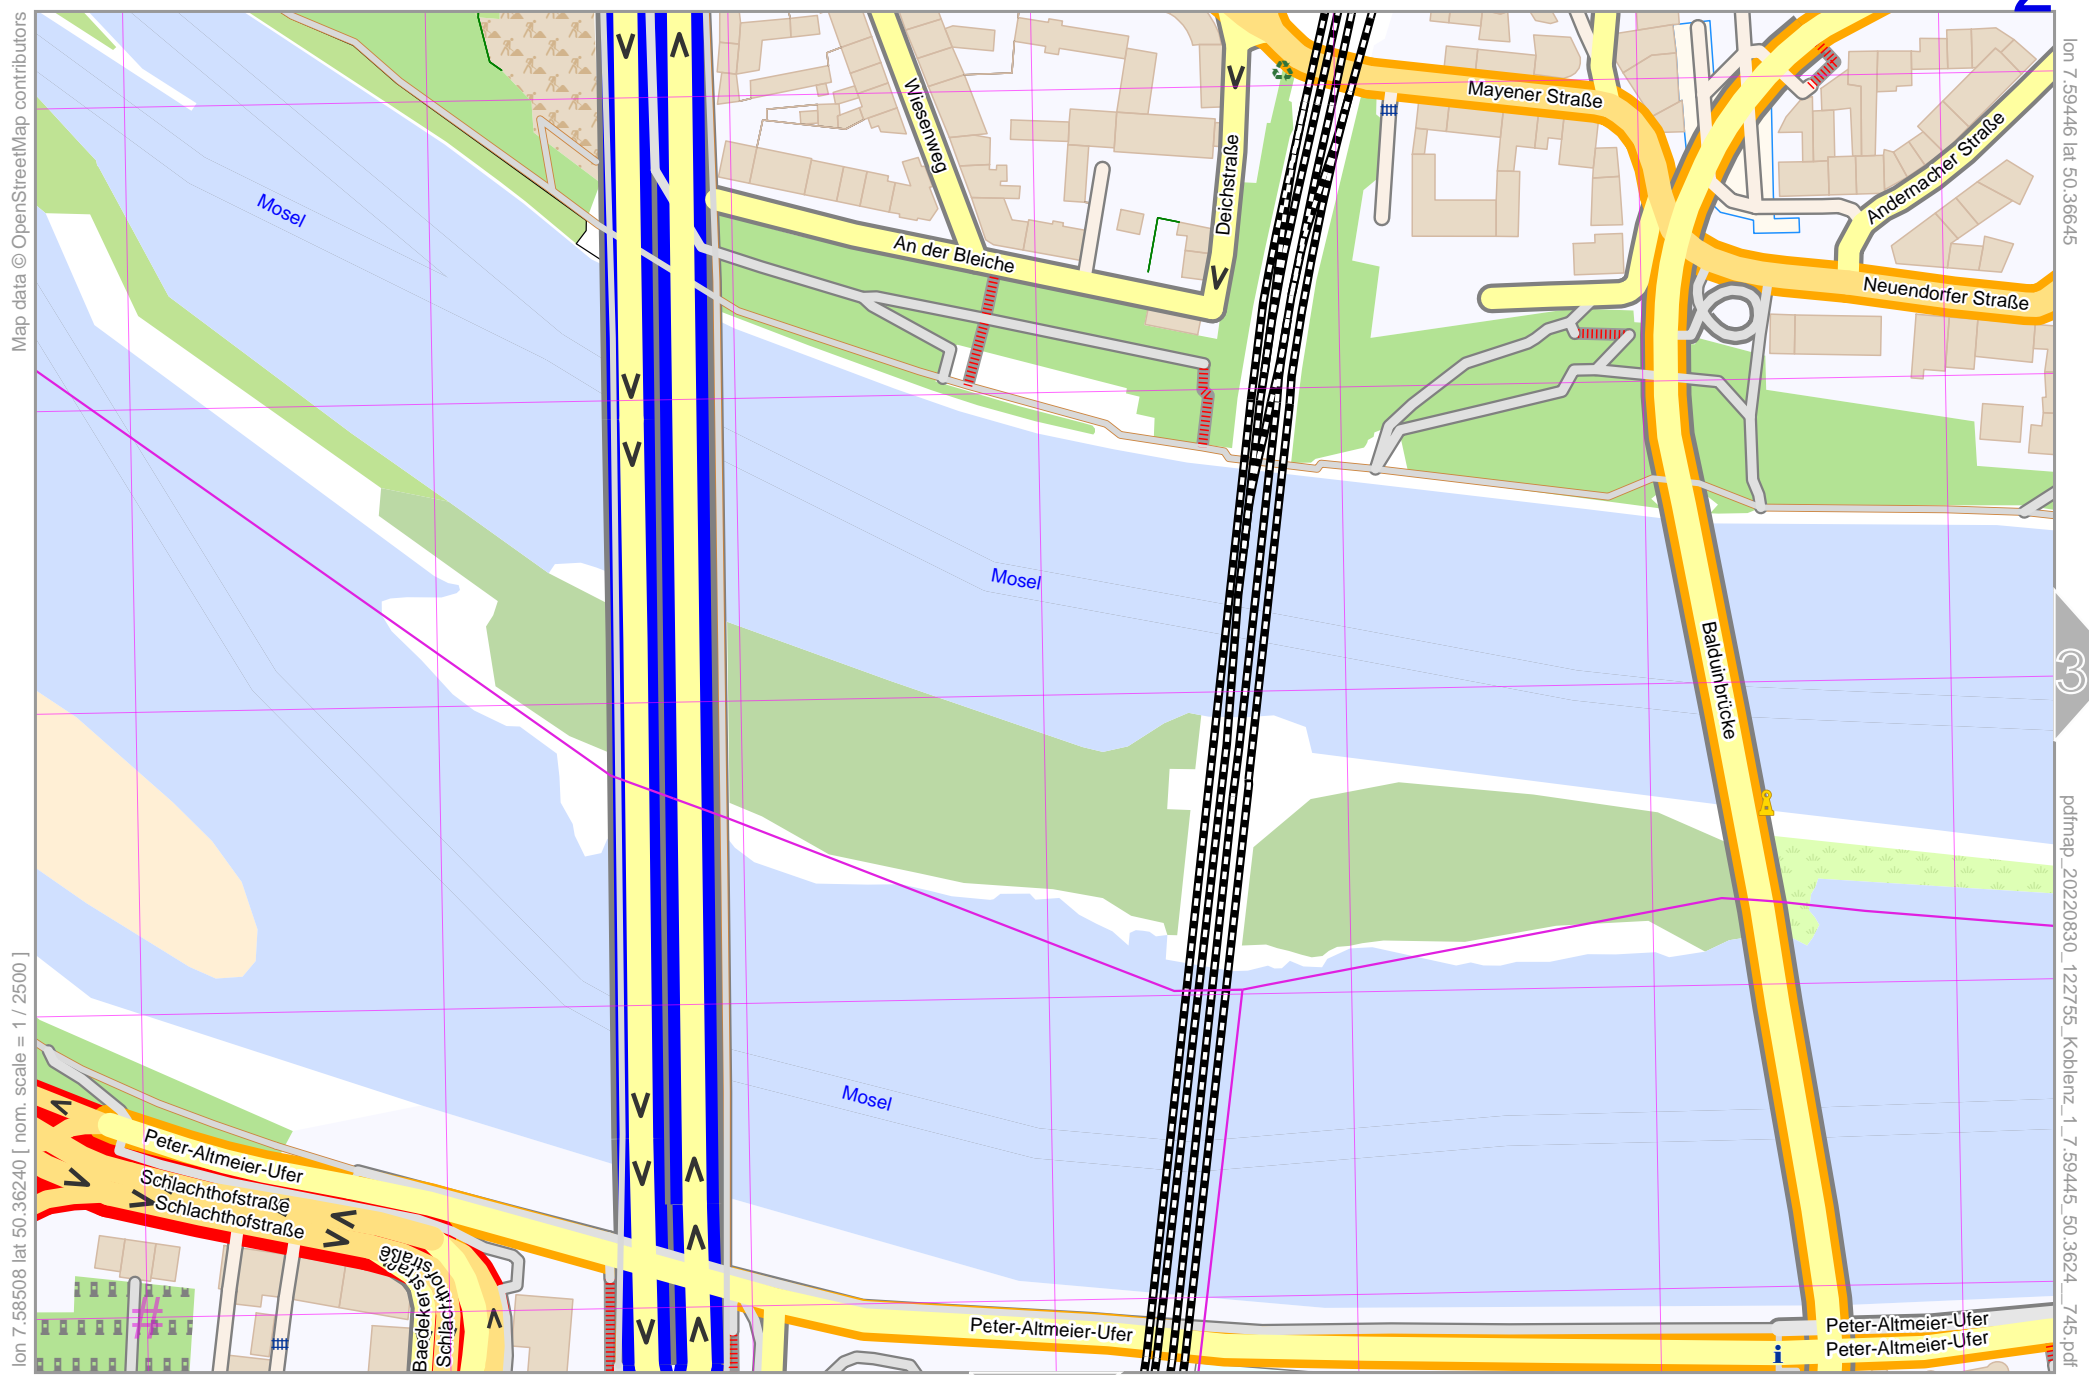 Map data © OpenStreetMap contributors
lon 7.58508 lat 50.36240 [ nom. scale = 1 / 2500 ]
lon 7.59446 lat 50.36645
pdfmap_20220830_122755_Koblenz_1_7.59445_50.3624__745.pdf
3
Mayener Straße
Wiesenweg
Deichstraße
Andernacher Straße
Mosel
An der Bleiche
Neuendorfer Straße
Mosel
Balduinbrücke
Mosel
Peter-Altmeier-Ufer
Schlachthofstraße
Schlachthofstraße
Baedekerstraße
Schlachthofstraße
Peter-Altmeier-Ufer
Peter-Altmeier-Ufer
Peter-Altmeier-Ufer
i